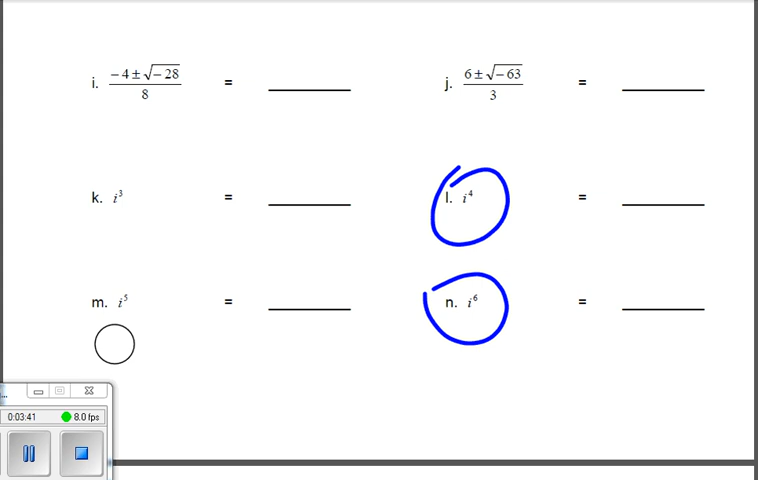 i. (−4 ± √−28)/8 = ________ j. (6 ± √−63)/3 = ________
k. i³ = ________ l. i⁴ = ________
m. i⁵ = ________ n. i⁶ = ________
...
0:03:41 8.0 fps